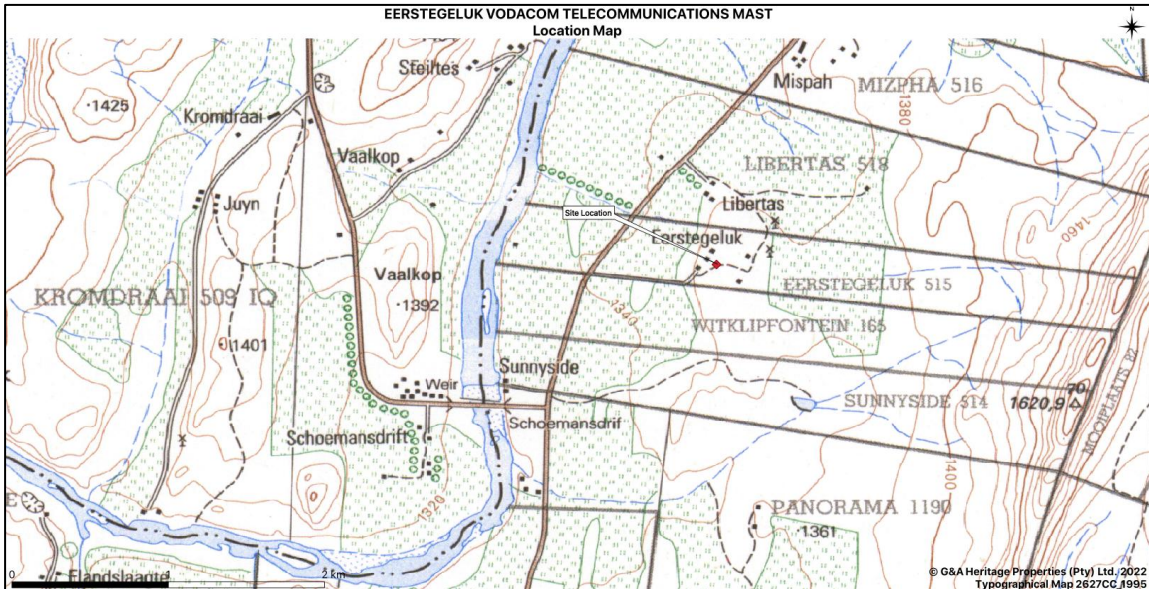 EERSTEGELUK VODACOM TELECOMMUNICATIONS MAST
Location Map
N
Steiltes
Mispah
MIZPHA 516
1380
·1425
Kromdraai
Vaalkop
LIBERTAS 518
Juyn
Libertas
Site Location
Eerstegeluk
1460
Vaalkop
·1392
KROMDRAAI 509 IQ
EERSTEGELUK 515
1340
WITKLIPFONTEIN 165
·1401
Sunnyside
Weir
70
1620,9
SUNNYSIDE 514
MOOIPLAATS 82
Schoemansdrift
Schoemansdrif
1400
1320
PANORAMA 1190
·1361
E
Elandslaagte
0
2 km
© G&A Heritage Properties (Pty) Ltd. 2022
Typographical Map 2627CC_1995